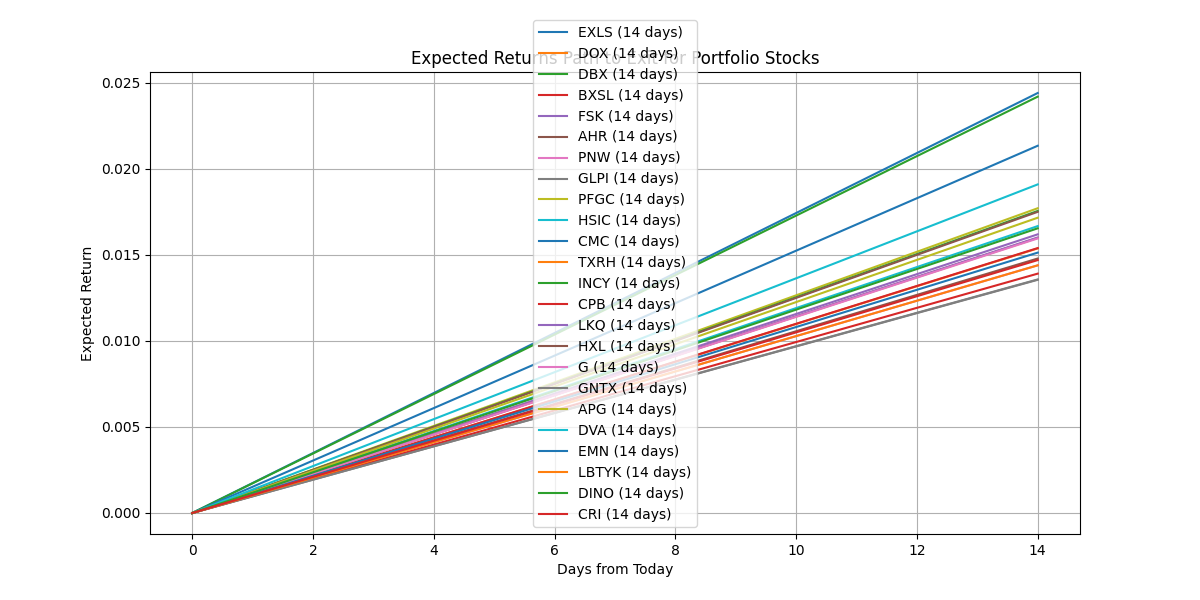 EXLS (14 days)
DOX (14 days)
Expected Returns Path to Exit for Portfolio Stocks
DBX (14 days)
BXSL (14 days)
FSK (14 days)
AHR (14 days)
PNW (14 days)
GLPI (14 days)
PFGC (14 days)
HSIC (14 days)
CMC (14 days)
TXRH (14 days)
INCY (14 days)
CPB (14 days)
LKQ (14 days)
HXL (14 days)
G (14 days)
GNTX (14 days)
APG (14 days)
DVA (14 days)
EMN (14 days)
LBTYK (14 days)
DINO (14 days)
CRI (14 days)
0.025
0.020
0.015
0.010
0.005
0.000
Expected Return
0 2 4 6 8 10 12 14
Days from Today